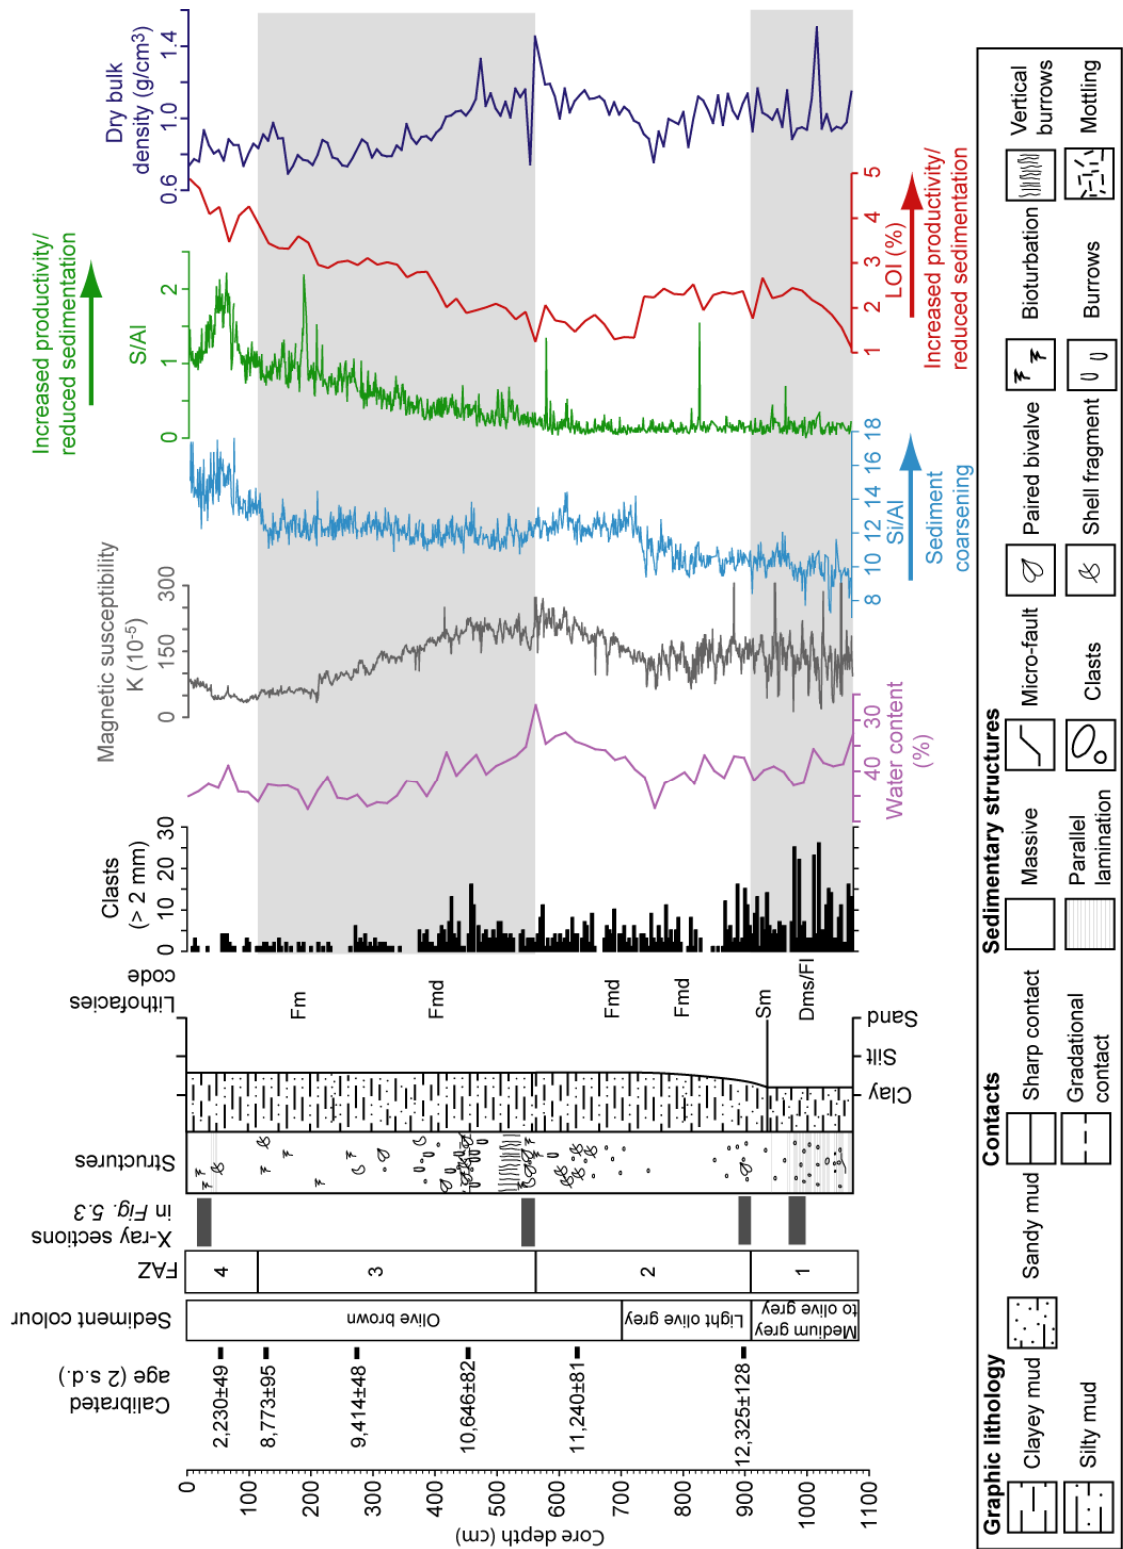 Core depth (cm)
0
100
200
300
400
500
600
700
800
900
1000
1100
Calibrated
age (2 s.d.)
2,230±49
8,773±95
9,414±48
10,646±82
11,240±81
12,325±128
Sediment colour
Olive brown
Light olive grey
Medium grey
to olive grey
FAZ
4
3
2
1
X-ray sections
in Fig. 5.3
Structures
Clay
Silt
Sand
Lithofacies
code
Fm
Fmd
Fmd
Fmd
Sm
Dms/Fl
Clasts
(> 2 mm)
0
10
20
30
Water content
(%)
40
30
Magnetic susceptibility
K (10-5)
0
150
300
Si/Al
8
10
12
14
16
18
Sediment
coarsening
S/Al
0
1
2
Increased productivity/
reduced sedimentation
LOI (%)
1
2
3
4
5
Increased productivity/
reduced sedimentation
Dry bulk
density (g/cm3)
0.6
1.0
1.4
Graphic lithology
Clayey mud
Sandy mud
Silty mud
Contacts
Sharp contact
Gradational
contact
Sedimentary structures
Massive
Micro-fault
Paired bivalve
Bioturbation
Vertical
burrows
Parallel
lamination
Clasts
Shell fragment
Burrows
Mottling